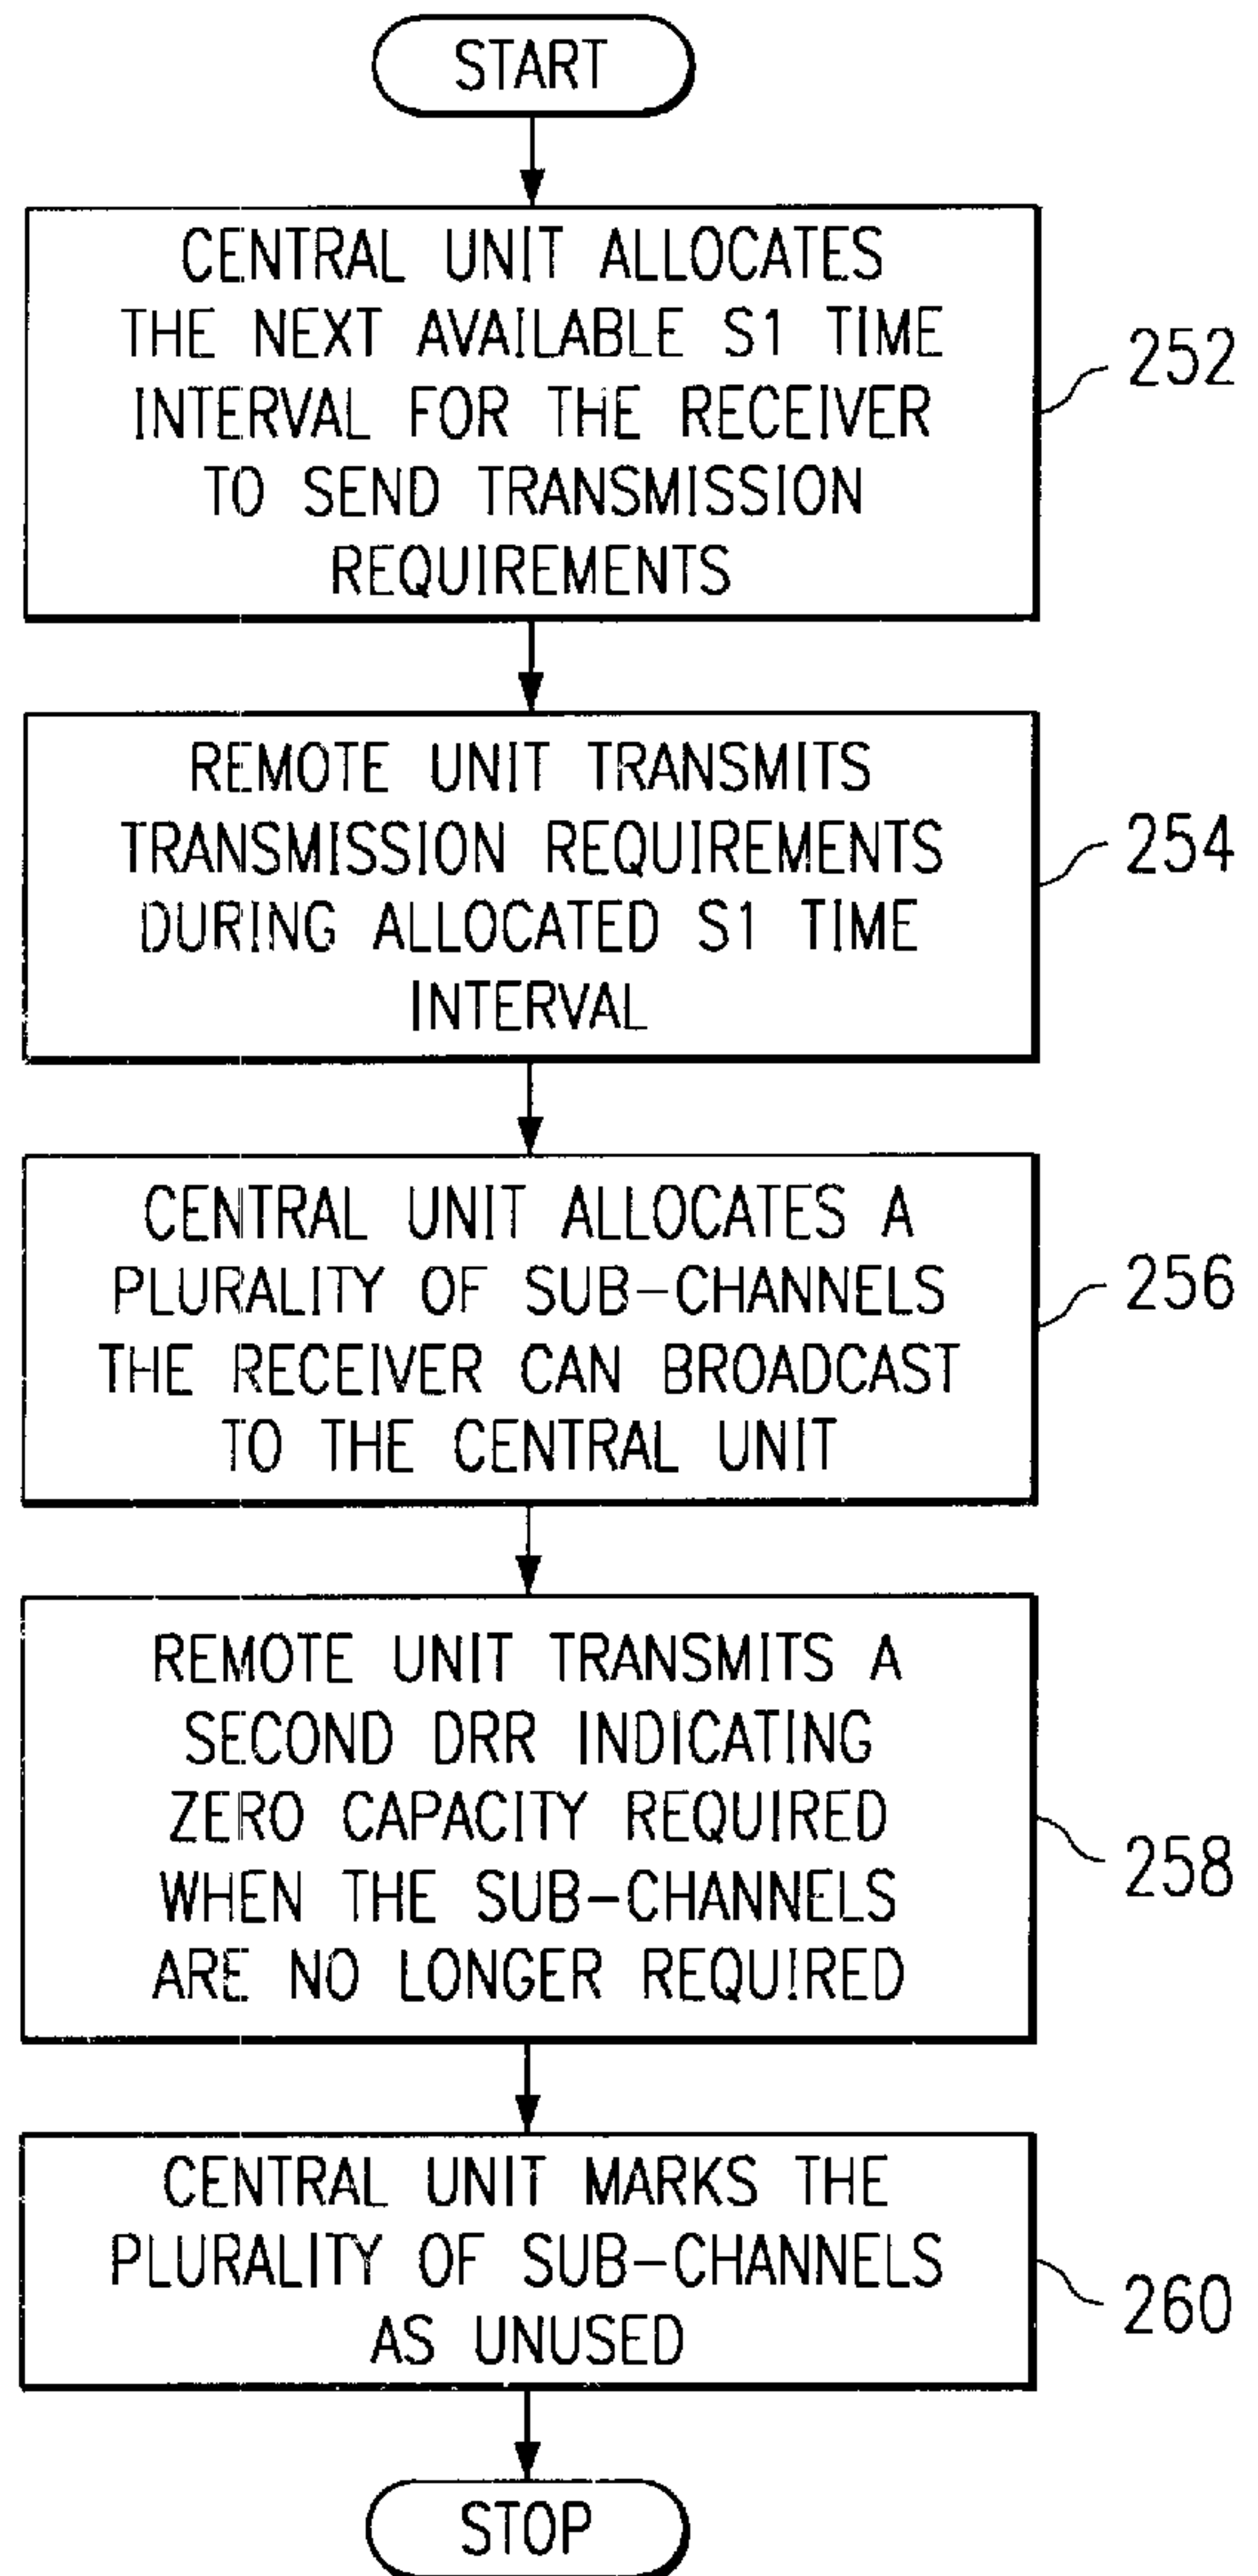 START
CENTRAL UNIT ALLOCATES
THE NEXT AVAILABLE S1 TIME
INTERVAL FOR THE RECEIVER
TO SEND TRANSMISSION
REQUIREMENTS
252
REMOTE UNIT TRANSMITS
TRANSMISSION REQUIREMENTS
DURING ALLOCATED S1 TIME
INTERVAL
254
CENTRAL UNIT ALLOCATES A
PLURALITY OF SUB-CHANNELS
THE RECEIVER CAN BROADCAST
TO THE CENTRAL UNIT
256
REMOTE UNIT TRANSMITS A
SECOND DRR INDICATING
ZERO CAPACITY REQUIRED
WHEN THE SUB-CHANNELS
ARE NO LONGER REQUIRED
258
CENTRAL UNIT MARKS THE
PLURALITY OF SUB-CHANNELS
AS UNUSED
260
STOP